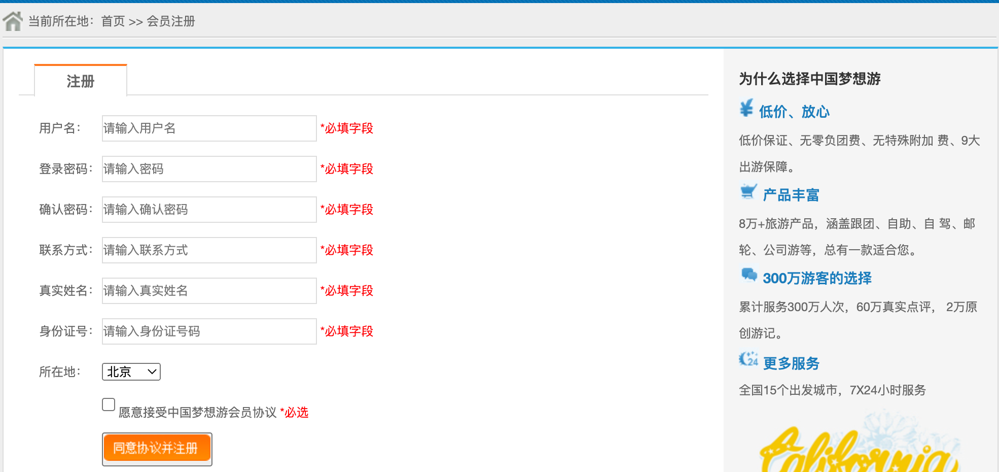 当前所在地：首页 >> 会员注册
注册
用户名：
请输入用户名
*必填字段
登录密码：
请输入密码
*必填字段
确认密码：
请输入确认密码
*必填字段
联系方式：
请输入联系方式
*必填字段
真实姓名：
请输入真实姓名
*必填字段
身份证号：
请输入身份证号码
*必填字段
所在地：
北京
愿意接受中国梦想游会员协议 *必选
同意协议并注册
为什么选择中国梦想游
低价、放心
低价保证、无零负团费、无特殊附加 费、9大
出游保障。
产品丰富
8万+旅游产品，涵盖跟团、自助、自 驾、邮
轮、公司游等，总有一款适合您。
300万游客的选择
累计服务300万人次，60万真实点评， 2万原
创游记。
24
更多服务
全国15个出发城市，7X24小时服务
California